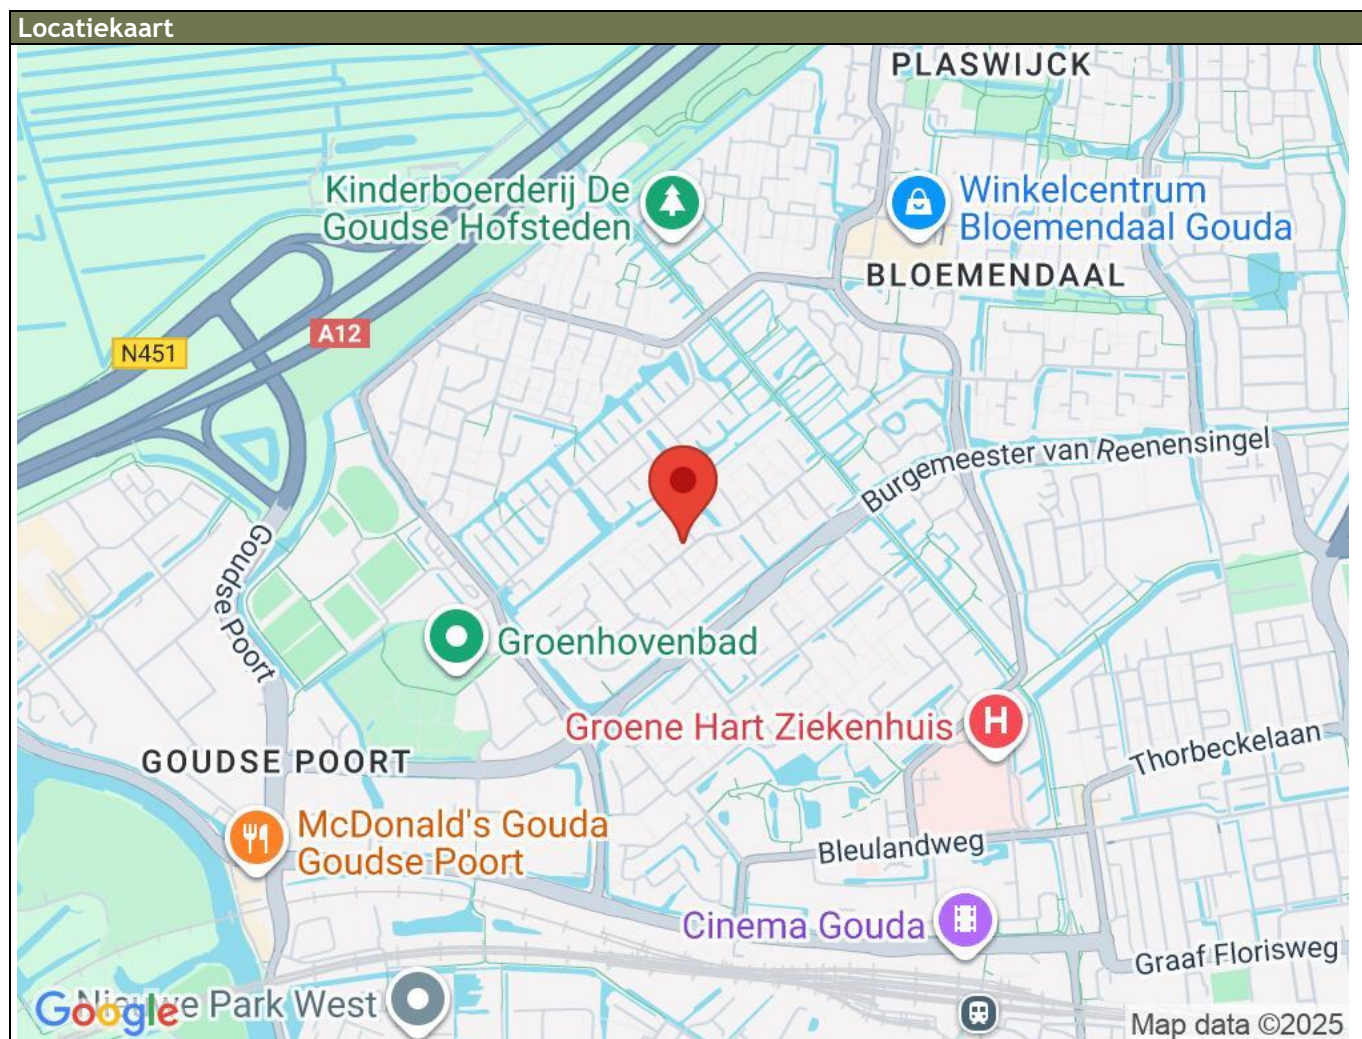 Locatiekaart
PLASWIJCK
Kinderboerderij De
Goudse Hofsteden
Winkelcentrum
Bloemendaal Gouda
BLOEMENDAAL
A12
N451
Burgemeester van Reenensingel
Goudse Poort
Groenhovenbad
Groene Hart Ziekenhuis
H
GOUDSE POORT
Thorbeckelaan
McDonald's Gouda
Goudse Poort
Bleulandweg
Cinema Gouda
Graaf Florisweg
Nieuwe Park West
Google
Map data ©2025